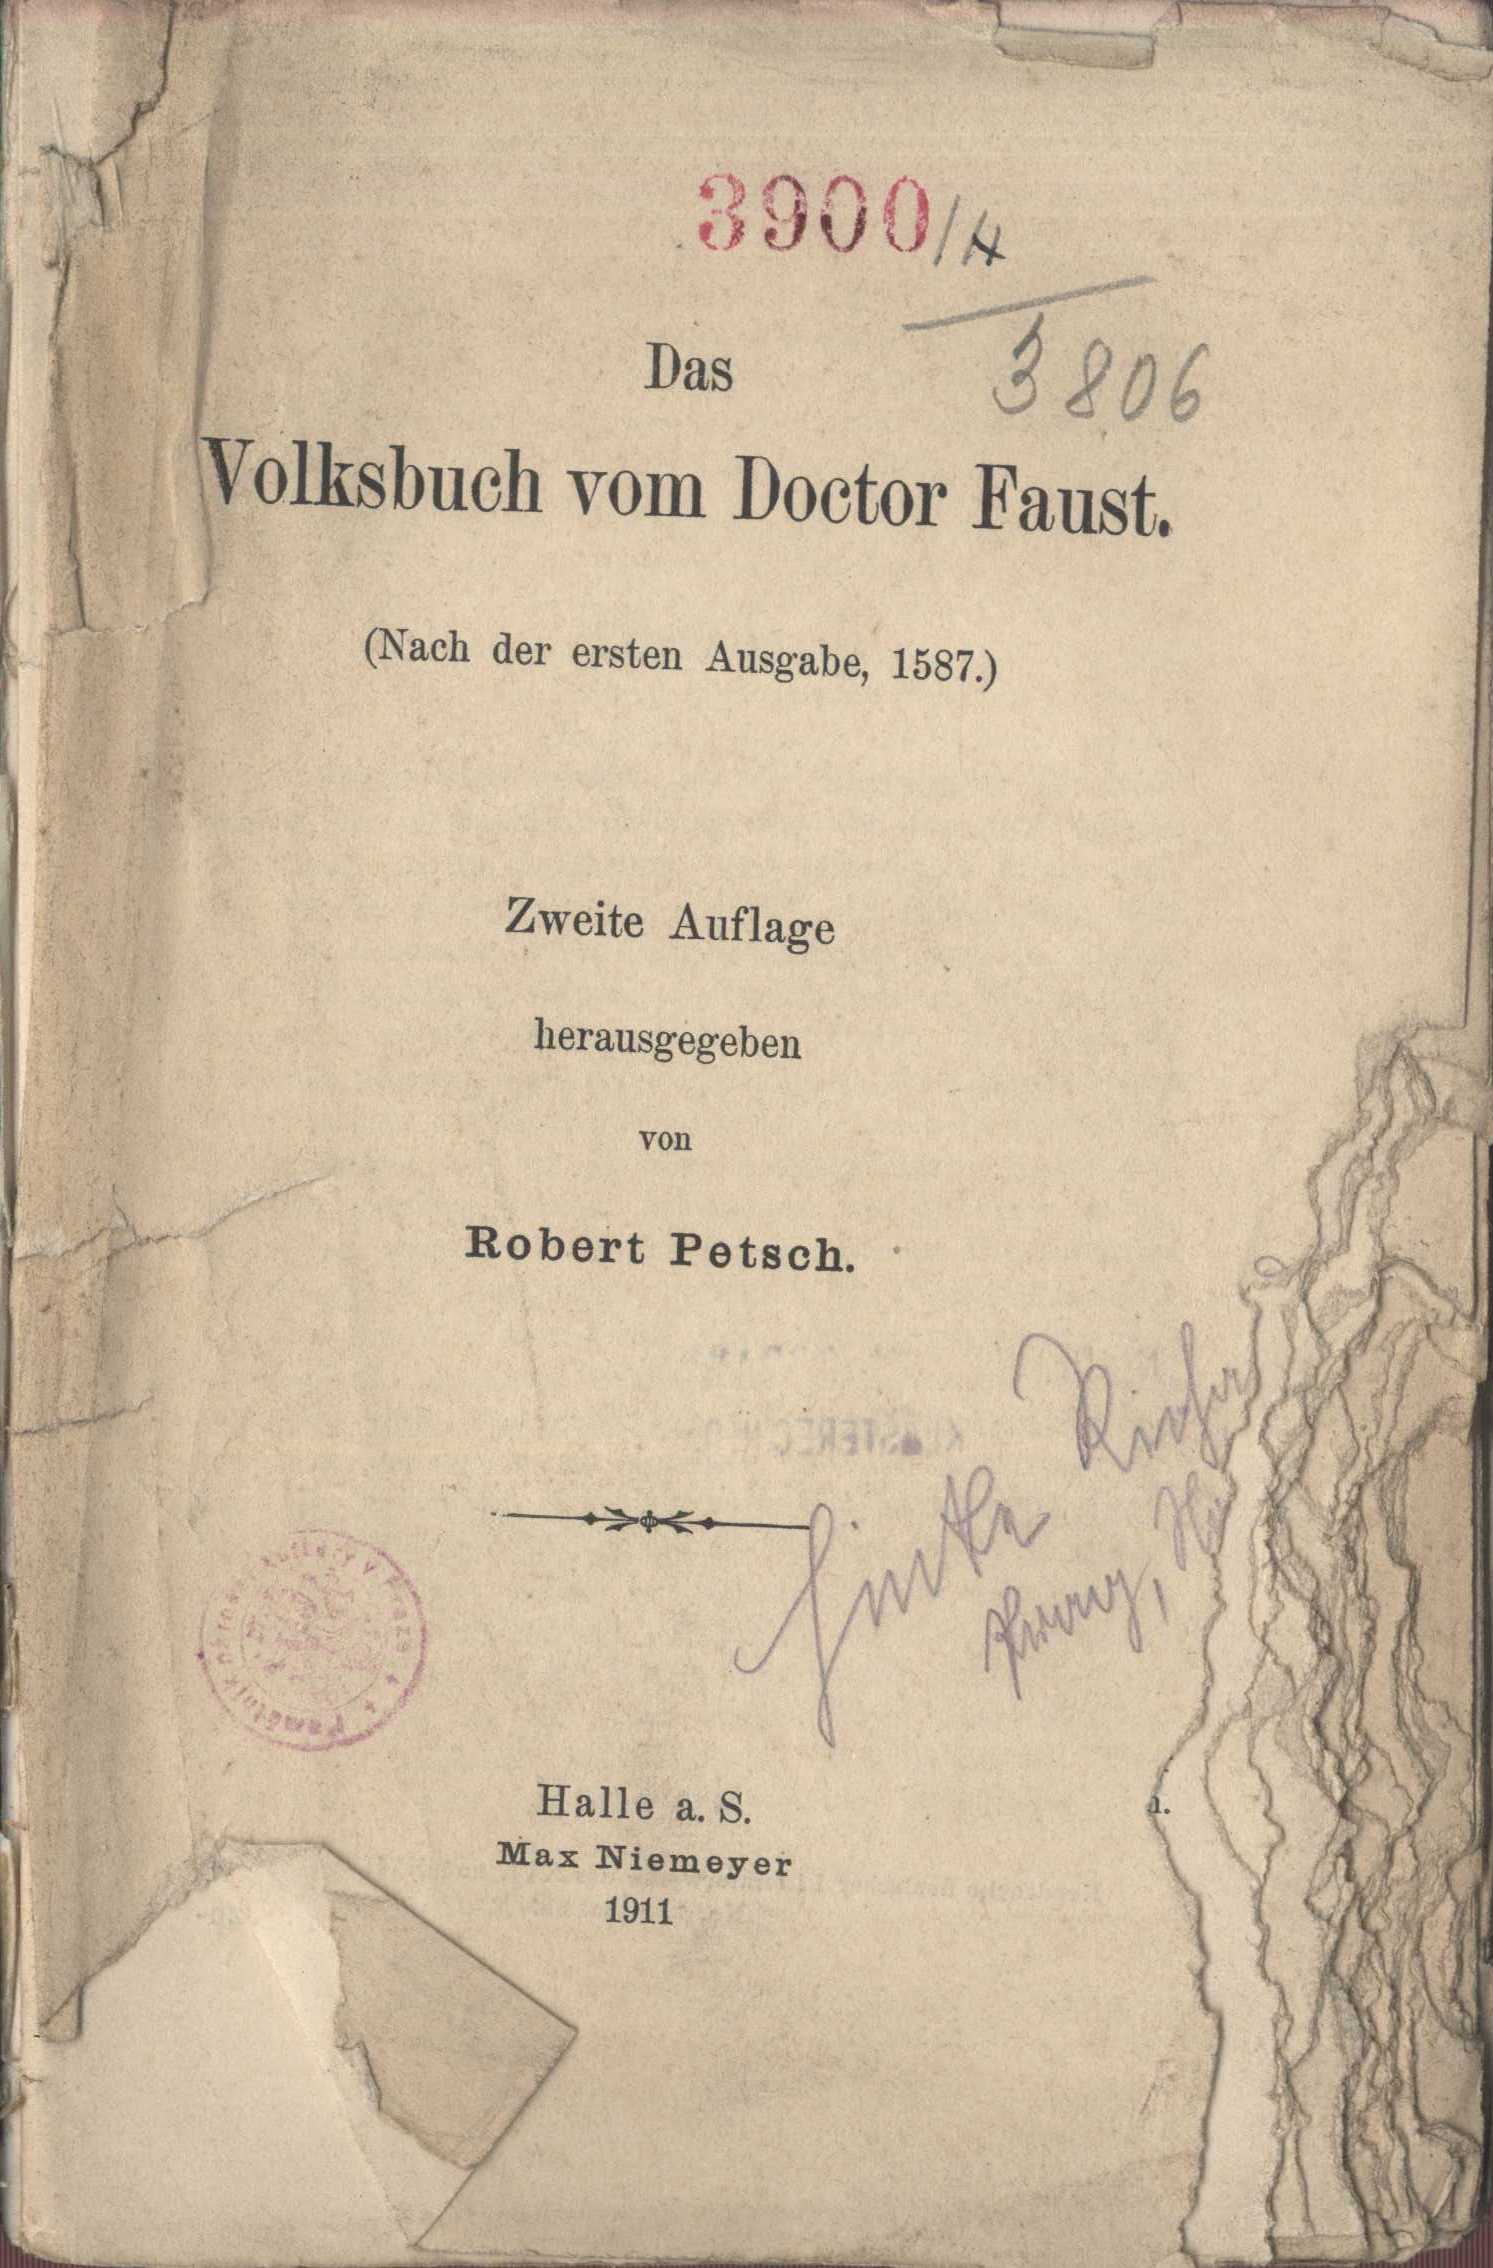 3900/4
3806
Das
Volksbuch vom Doctor Faust.
(Nach der ersten Ausgabe, 1587.)
Zweite Auflage
herausgegeben
von
Robert Petsch.
Halle a. S.
Max Niemeyer
1911